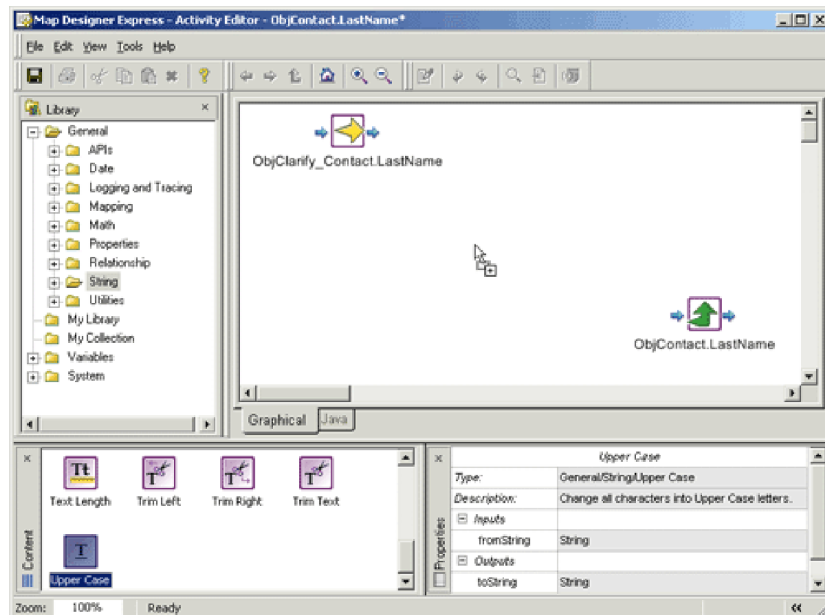 Map Designer Express - Activity Editor - ObjContact.LastName*
File Edit View Tools Help
Library
General
APIs
Date
Logging and Tracing
Mapping
Math
Properties
Relationship
String
Utilities
My Library
My Collection
Variables
System
ObjClarify_Contact.LastName
ObjContact.LastName
Graphical Java
Content
Tt
Text Length
T
Trim Left
T
Trim Right
T
Trim Text
T
Upper Case
Properties
Upper Case
Type: General/String/Upper Case
Description: Change all characters into Upper Case letters.
Inputs
fromString String
Outputs
toString String
Zoom: 100% Ready